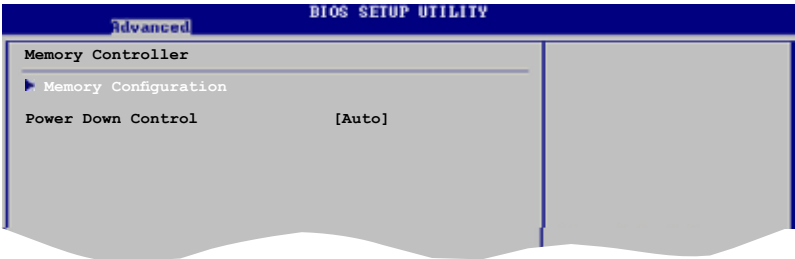 BIOS SETUP UTILITY
Advanced
Memory Controller
Memory Configuration
Power Down Control [Auto]